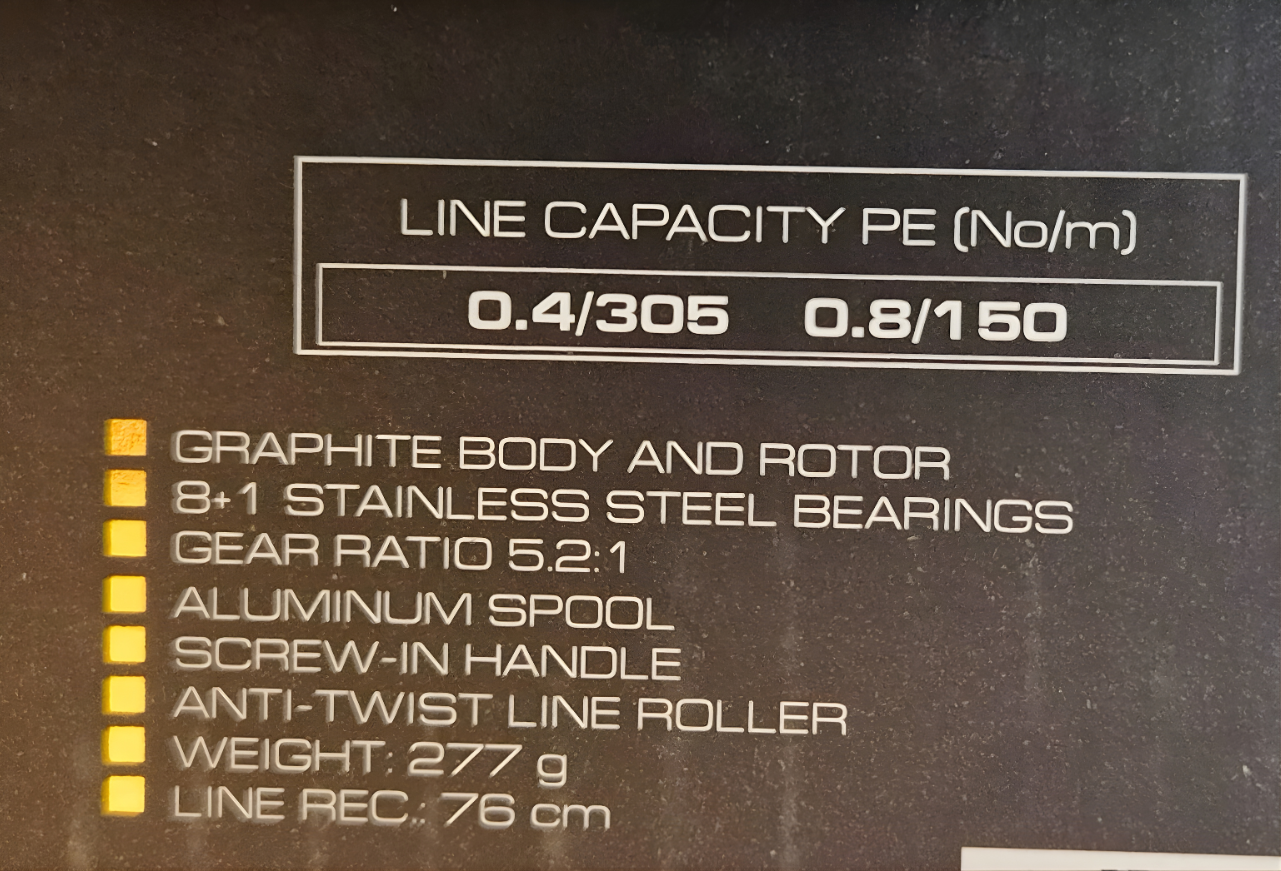 LINE CAPACITY PE (No/m)
0.4/305 0.8/150
GRAPHITE BODY AND ROTOR
8+1 STAINLESS STEEL BEARINGS
GEAR RATIO 5.2:1
ALUMINUM SPOOL
SCREW-IN HANDLE
ANTI-TWIST LINE ROLLER
WEIGHT: 277 g
LINE REC.: 76 cm